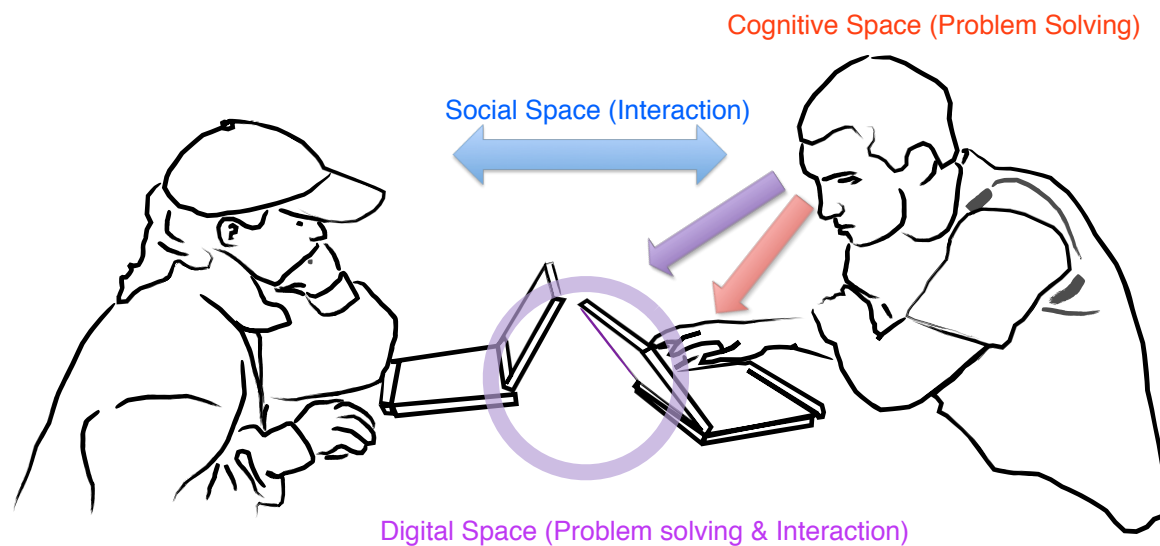 Cognitive Space (Problem Solving)
Social Space (Interaction)
Digital Space (Problem solving & Interaction)